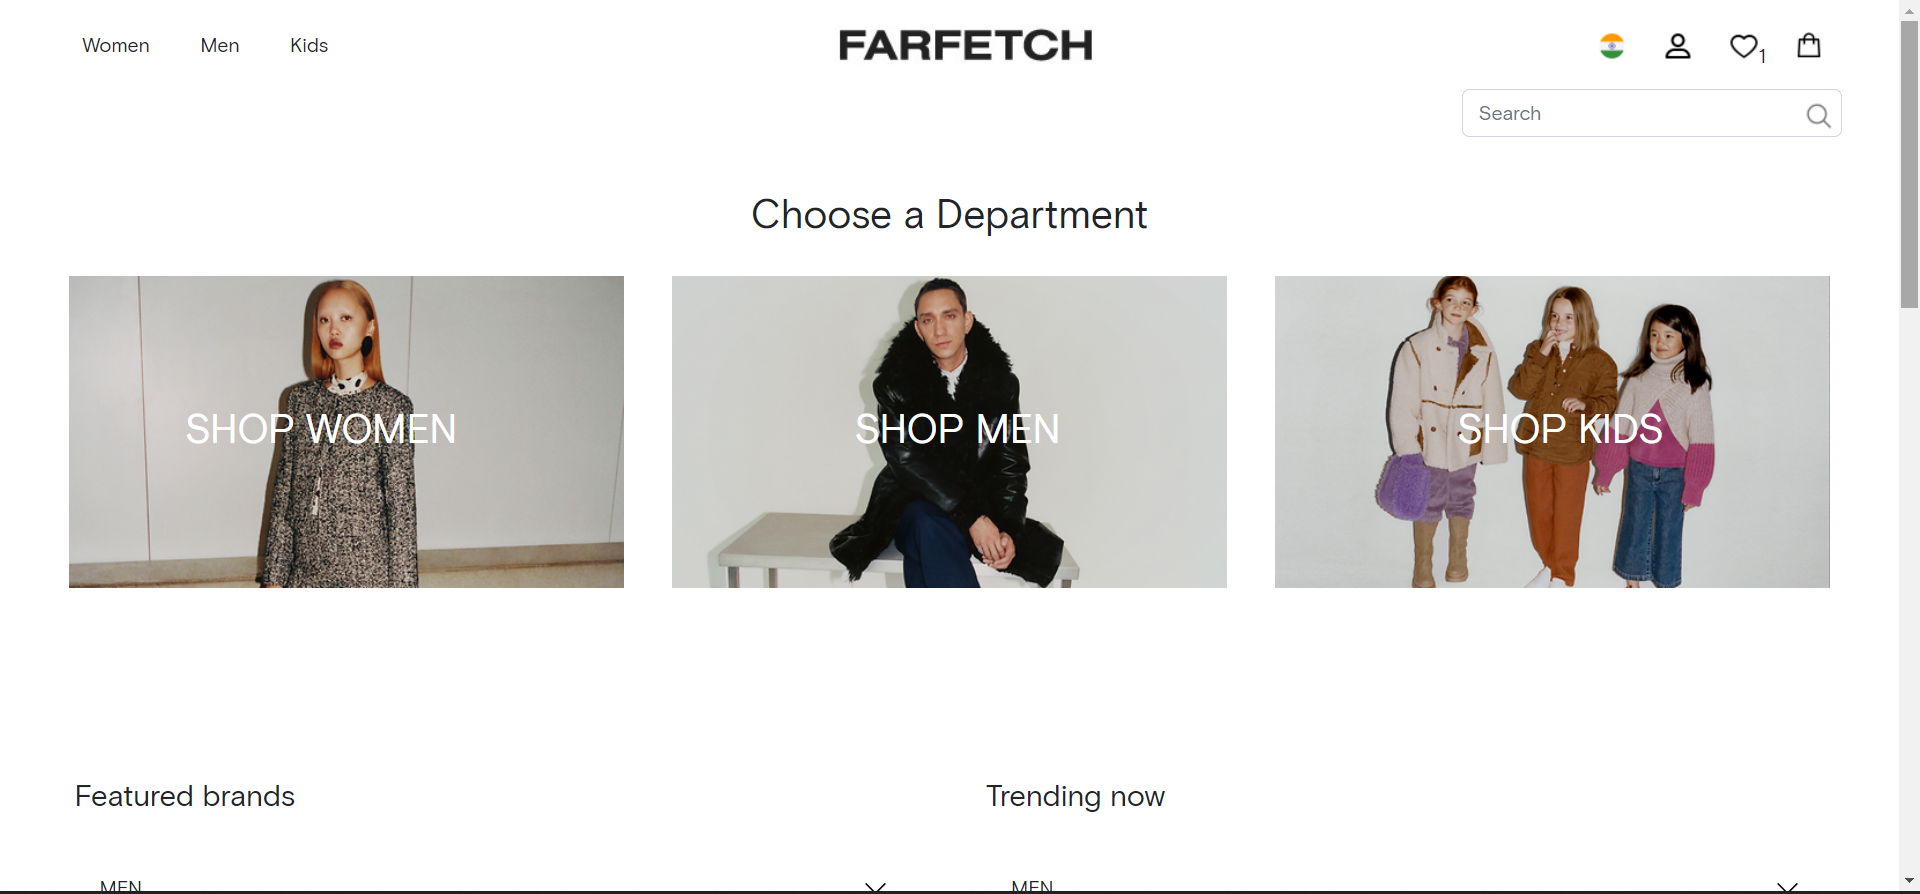 Women Men Kids
FARFETCH
1
Search
Choose a Department
SHOP WOMEN
SHOP MEN
SHOP KIDS
Featured brands
Trending now
MEN
MEN